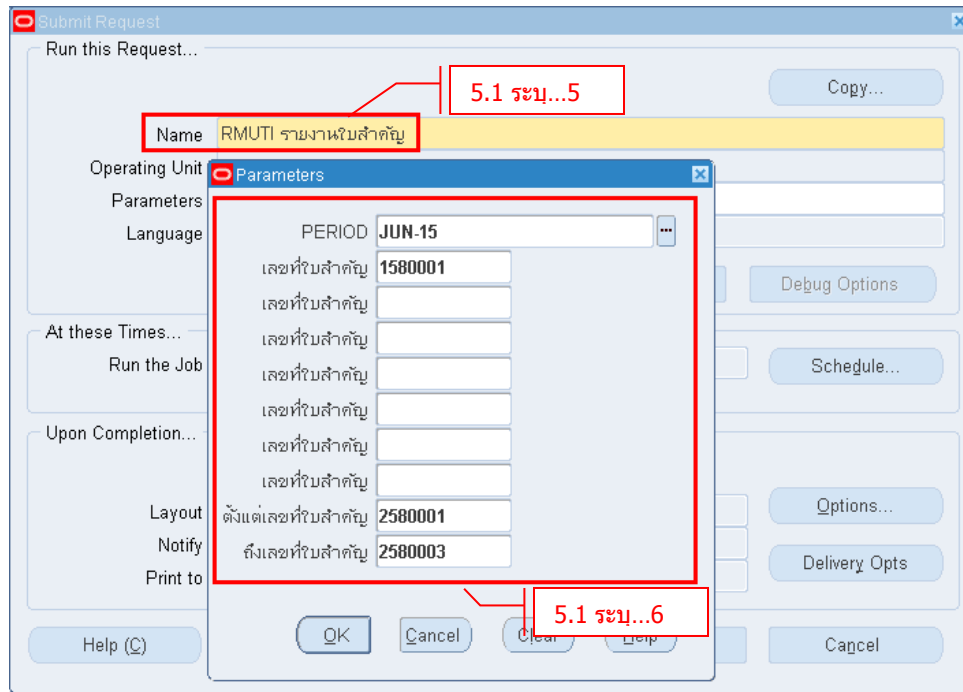 Submit Request
Run this Request...
5.1 ระบุ...5
Copy...
Name RMUTI รายงานใบสำคัญ
Operating Unit
Parameters
Parameters
Language
PERIOD JUN-15
เลขที่ใบสำคัญ 1580001
เลขที่ใบสำคัญ
Debug Options
เลขที่ใบสำคัญ
At these Times...
Run the Job
เลขที่ใบสำคัญ
Schedule...
เลขที่ใบสำคัญ
Upon Completion...
เลขที่ใบสำคัญ
เลขที่ใบสำคัญ
Layout
ตั้งแต่เลขที่ใบสำคัญ 2580001
Options...
Notify
ถึงเลขที่ใบสำคัญ 2580003
Delivery Opts
Print to
5.1 ระบุ...6
Help (C)
OK
Cancel
Clear
Help
Cancel